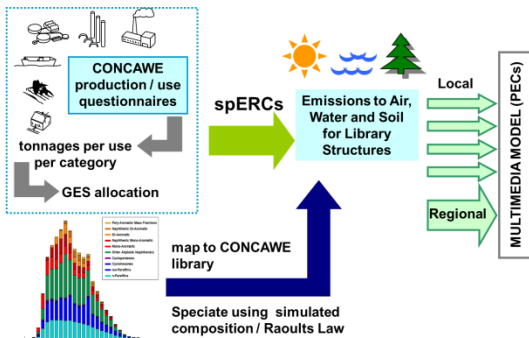 CONCAWE
production / use
questionnaires
tonnages per use
per category
GES allocation
spERCs
Emissions to Air,
Water and Soil
for Library
Structures
Local
Regional
MULTIMEDIA MODEL (PECs)
map to CONCAWE
library
Speciate using simulated
composition / Raoults Law